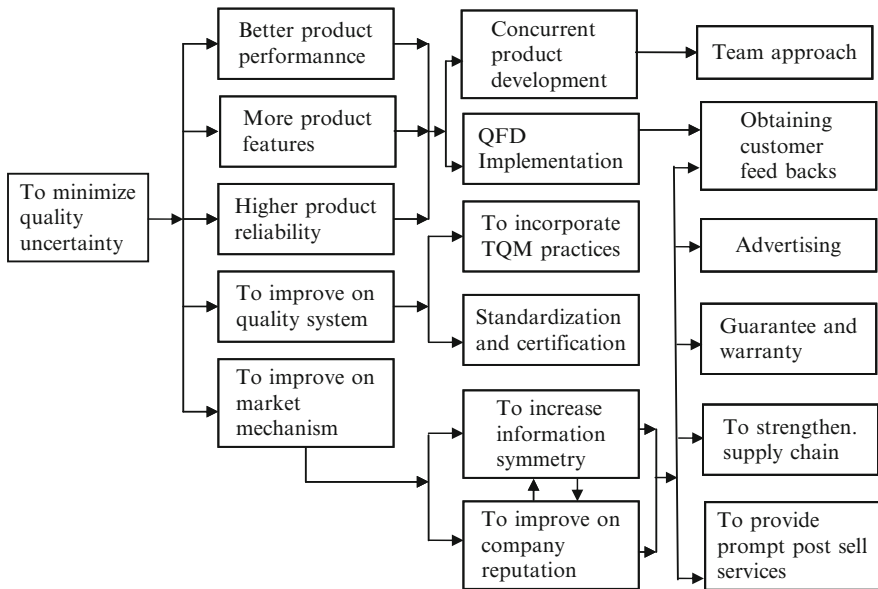 To minimize
quality
uncertainty
Better product
performannce
More product
features
Higher product
reliability
To improve on
quality system
To improve on
market
mechanism
Concurrent
product
development
QFD
Implementation
To incorporate
TQM practices
Standardization
and certification
To increase
information
symmetry
To improve on
company
reputation
Team approach
Obtaining
customer
feed backs
Advertising
Guarantee and
warranty
To strengthen.
supply chain
To provide
prompt post sell
services